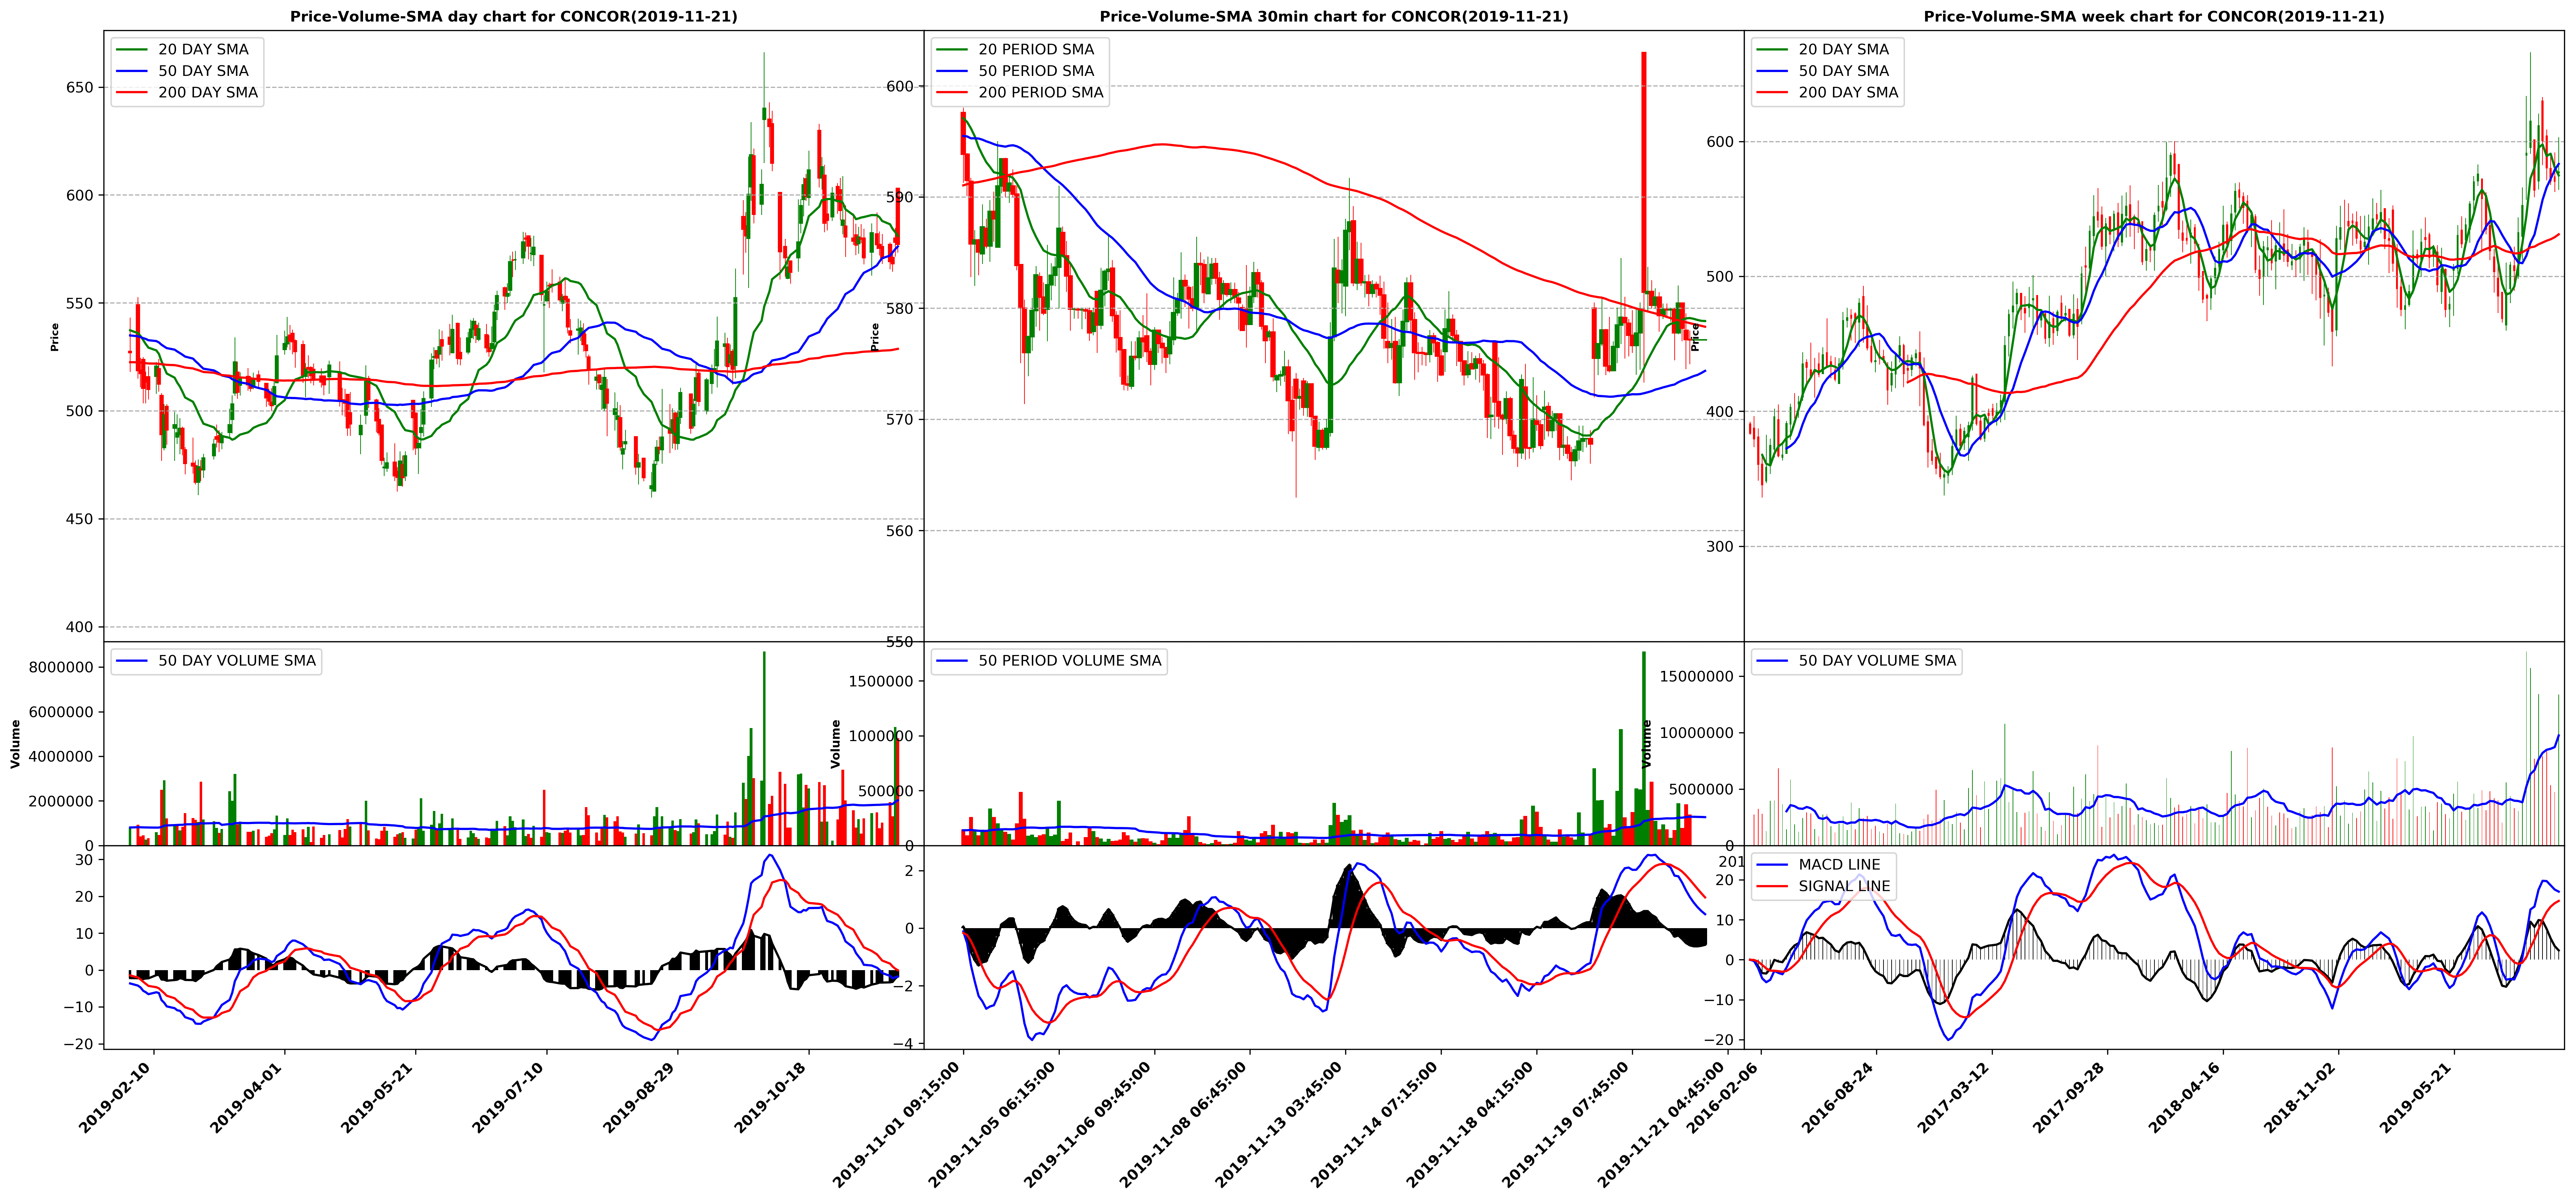 Price-Volume-SMA day chart for CONCOR(2019-11-21)
20 DAY SMA
50 DAY SMA
200 DAY SMA
650
600
550
500
450
400
Price
50 DAY VOLUME SMA
8000000
6000000
4000000
2000000
0
Volume
30
20
10
0
−10
−20
2019-02-10
2019-04-01
2019-05-21
2019-07-10
2019-08-29
2019-10-18
Price-Volume-SMA 30min chart for CONCOR(2019-11-21)
20 PERIOD SMA
50 PERIOD SMA
200 PERIOD SMA
600
590
580
570
560
550
Price
50 PERIOD VOLUME SMA
1500000
1000000
500000
0
Volume
2
0
−2
−4
2019-11-01 09:15:00
2019-11-05 06:15:00
2019-11-06 09:45:00
2019-11-08 06:45:00
2019-11-13 03:45:00
2019-11-14 07:15:00
2019-11-18 04:15:00
2019-11-19 07:45:00
2019-11-21 04:45:00
Price-Volume-SMA week chart for CONCOR(2019-11-21)
20 DAY SMA
50 DAY SMA
200 DAY SMA
600
500
400
300
Price
50 DAY VOLUME SMA
15000000
10000000
5000000
0
Volume
MACD LINE
SIGNAL LINE
201
20
10
0
−10
−20
2016-02-06
2016-08-24
2017-03-12
2017-09-28
2018-04-16
2018-11-02
2019-05-21